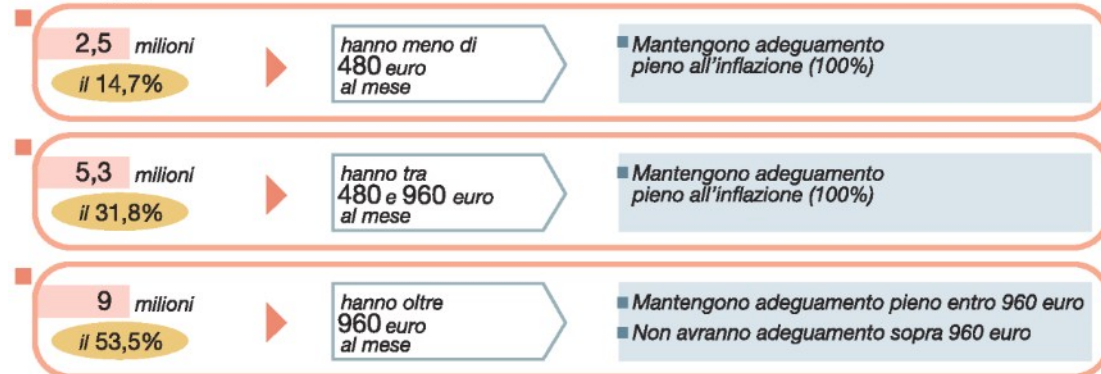 2,5 milioni
il 14,7%
hanno meno di
480 euro
al mese
Mantengono adeguamento
pieno all'inflazione (100%)
5,3 milioni
il 31,8%
hanno tra
480 e 960 euro
al mese
Mantengono adeguamento
pieno all'inflazione (100%)
9 milioni
il 53,5%
hanno oltre
960 euro
al mese
Mantengono adeguamento pieno entro 960 euro
Non avranno adeguamento sopra 960 euro